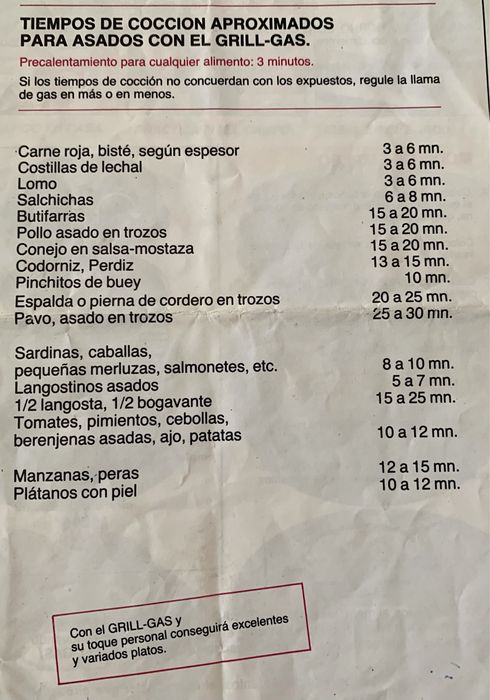 TIEMPOS DE COCCION APROXIMADOS
PARA ASADOS CON EL GRILL-GAS.
Precalentamiento para cualquier alimento: 3 minutos.
Si los tiempos de cocción no concuerdan con los expuestos, regule la llama
de gas en más o en menos.
Carne roja, bisté, según espesor 3 a 6 mn.
Costillas de lechal 3 a 6 mn.
Lomo 3 a 6 mn.
Salchichas 6 a 8 mn.
Butifarras 15 a 20 mn.
Pollo asado en trozos 15 a 20 mn.
Conejo en salsa-mostaza 15 a 20 mn.
Codorniz, Perdiz 13 a 15 mn.
Pinchitos de buey 10 mn.
Espalda o pierna de cordero en trozos 20 a 25 mn.
Pavo, asado en trozos 25 a 30 mn.
Sardinas, caballas,
pequeñas merluzas, salmonetes, etc. 8 a 10 mn.
Langostinos asados 5 a 7 mn.
1/2 langosta, 1/2 bogavante 15 a 25 mn.
Tomates, pimientos, cebollas,
berenjenas asadas, ajo, patatas 10 a 12 mn.
Manzanas, peras 12 a 15 mn.
Plátanos con piel 10 a 12 mn.
Con el GRILL-GAS y
su toque personal conseguirá excelentes
y variados platos.